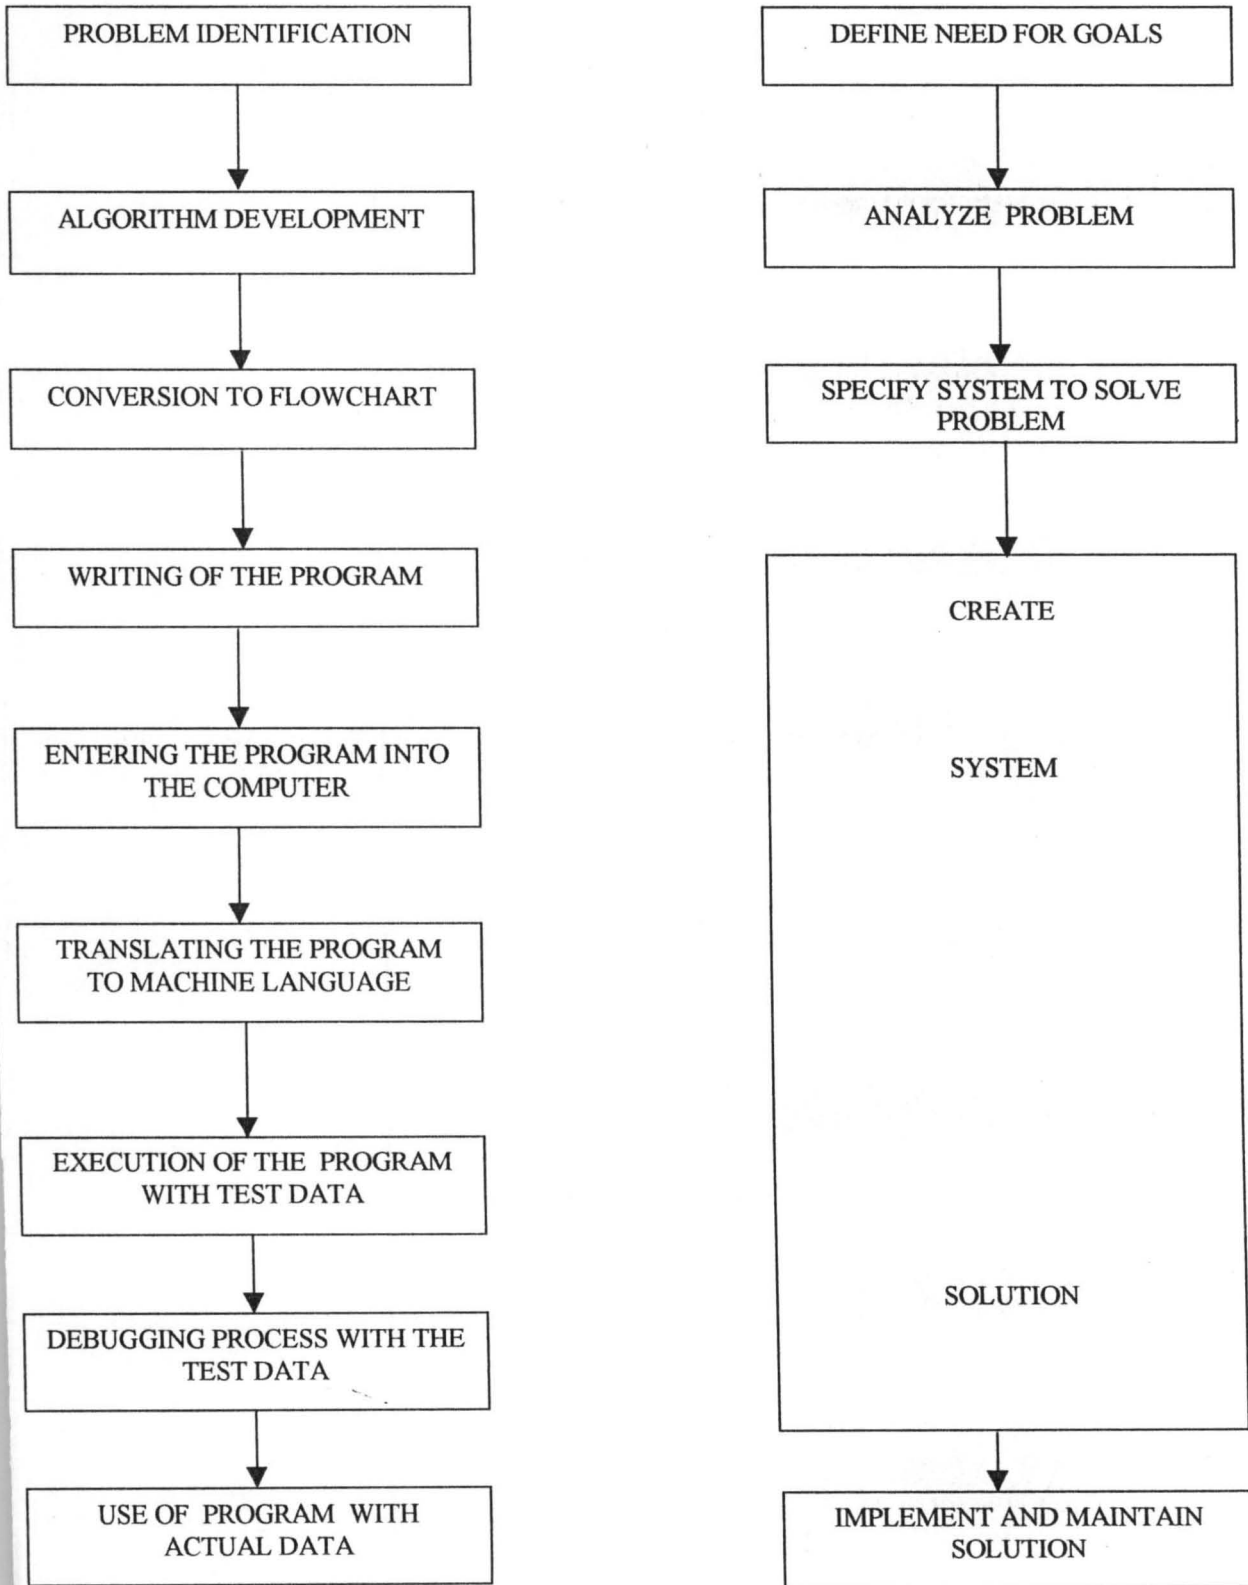 PROBLEM IDENTIFICATION
ALGORITHM DEVELOPMENT
CONVERSION TO FLOWCHART
WRITING OF THE PROGRAM
ENTERING THE PROGRAM INTO
THE COMPUTER
TRANSLATING THE PROGRAM
TO MACHINE LANGUAGE
EXECUTION OF THE PROGRAM
WITH TEST DATA
DEBUGGING PROCESS WITH THE
TEST DATA
USE OF PROGRAM WITH
ACTUAL DATA
DEFINE NEED FOR GOALS
ANALYZE PROBLEM
SPECIFY SYSTEM TO SOLVE
PROBLEM
CREATE
SYSTEM
SOLUTION
IMPLEMENT AND MAINTAIN
SOLUTION